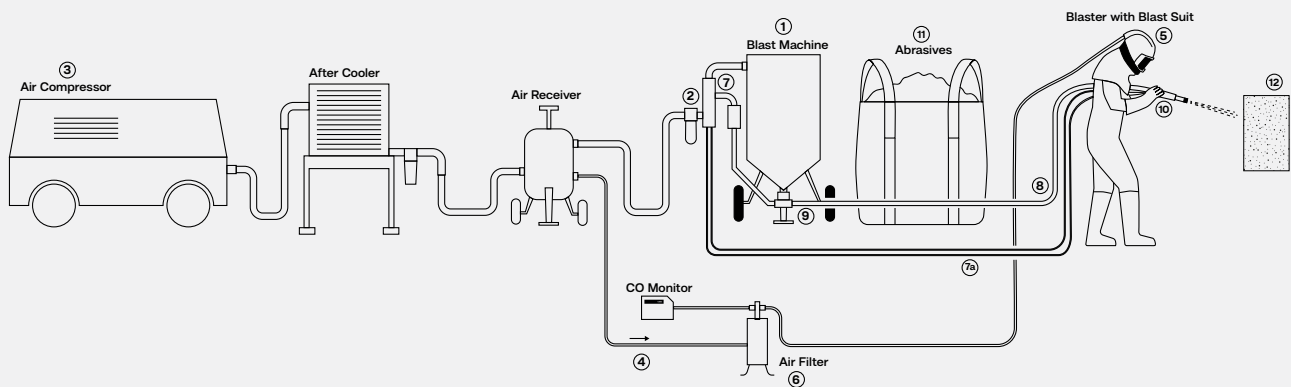 ③
Air Compressor
After Cooler
Air Receiver
②
⑦
①
Blast Machine
⑪
Abrasives
Blaster with Blast Suit
⑤
⑩
⑫
⑧
⑨
7a
CO Monitor
④
Air Filter
⑥